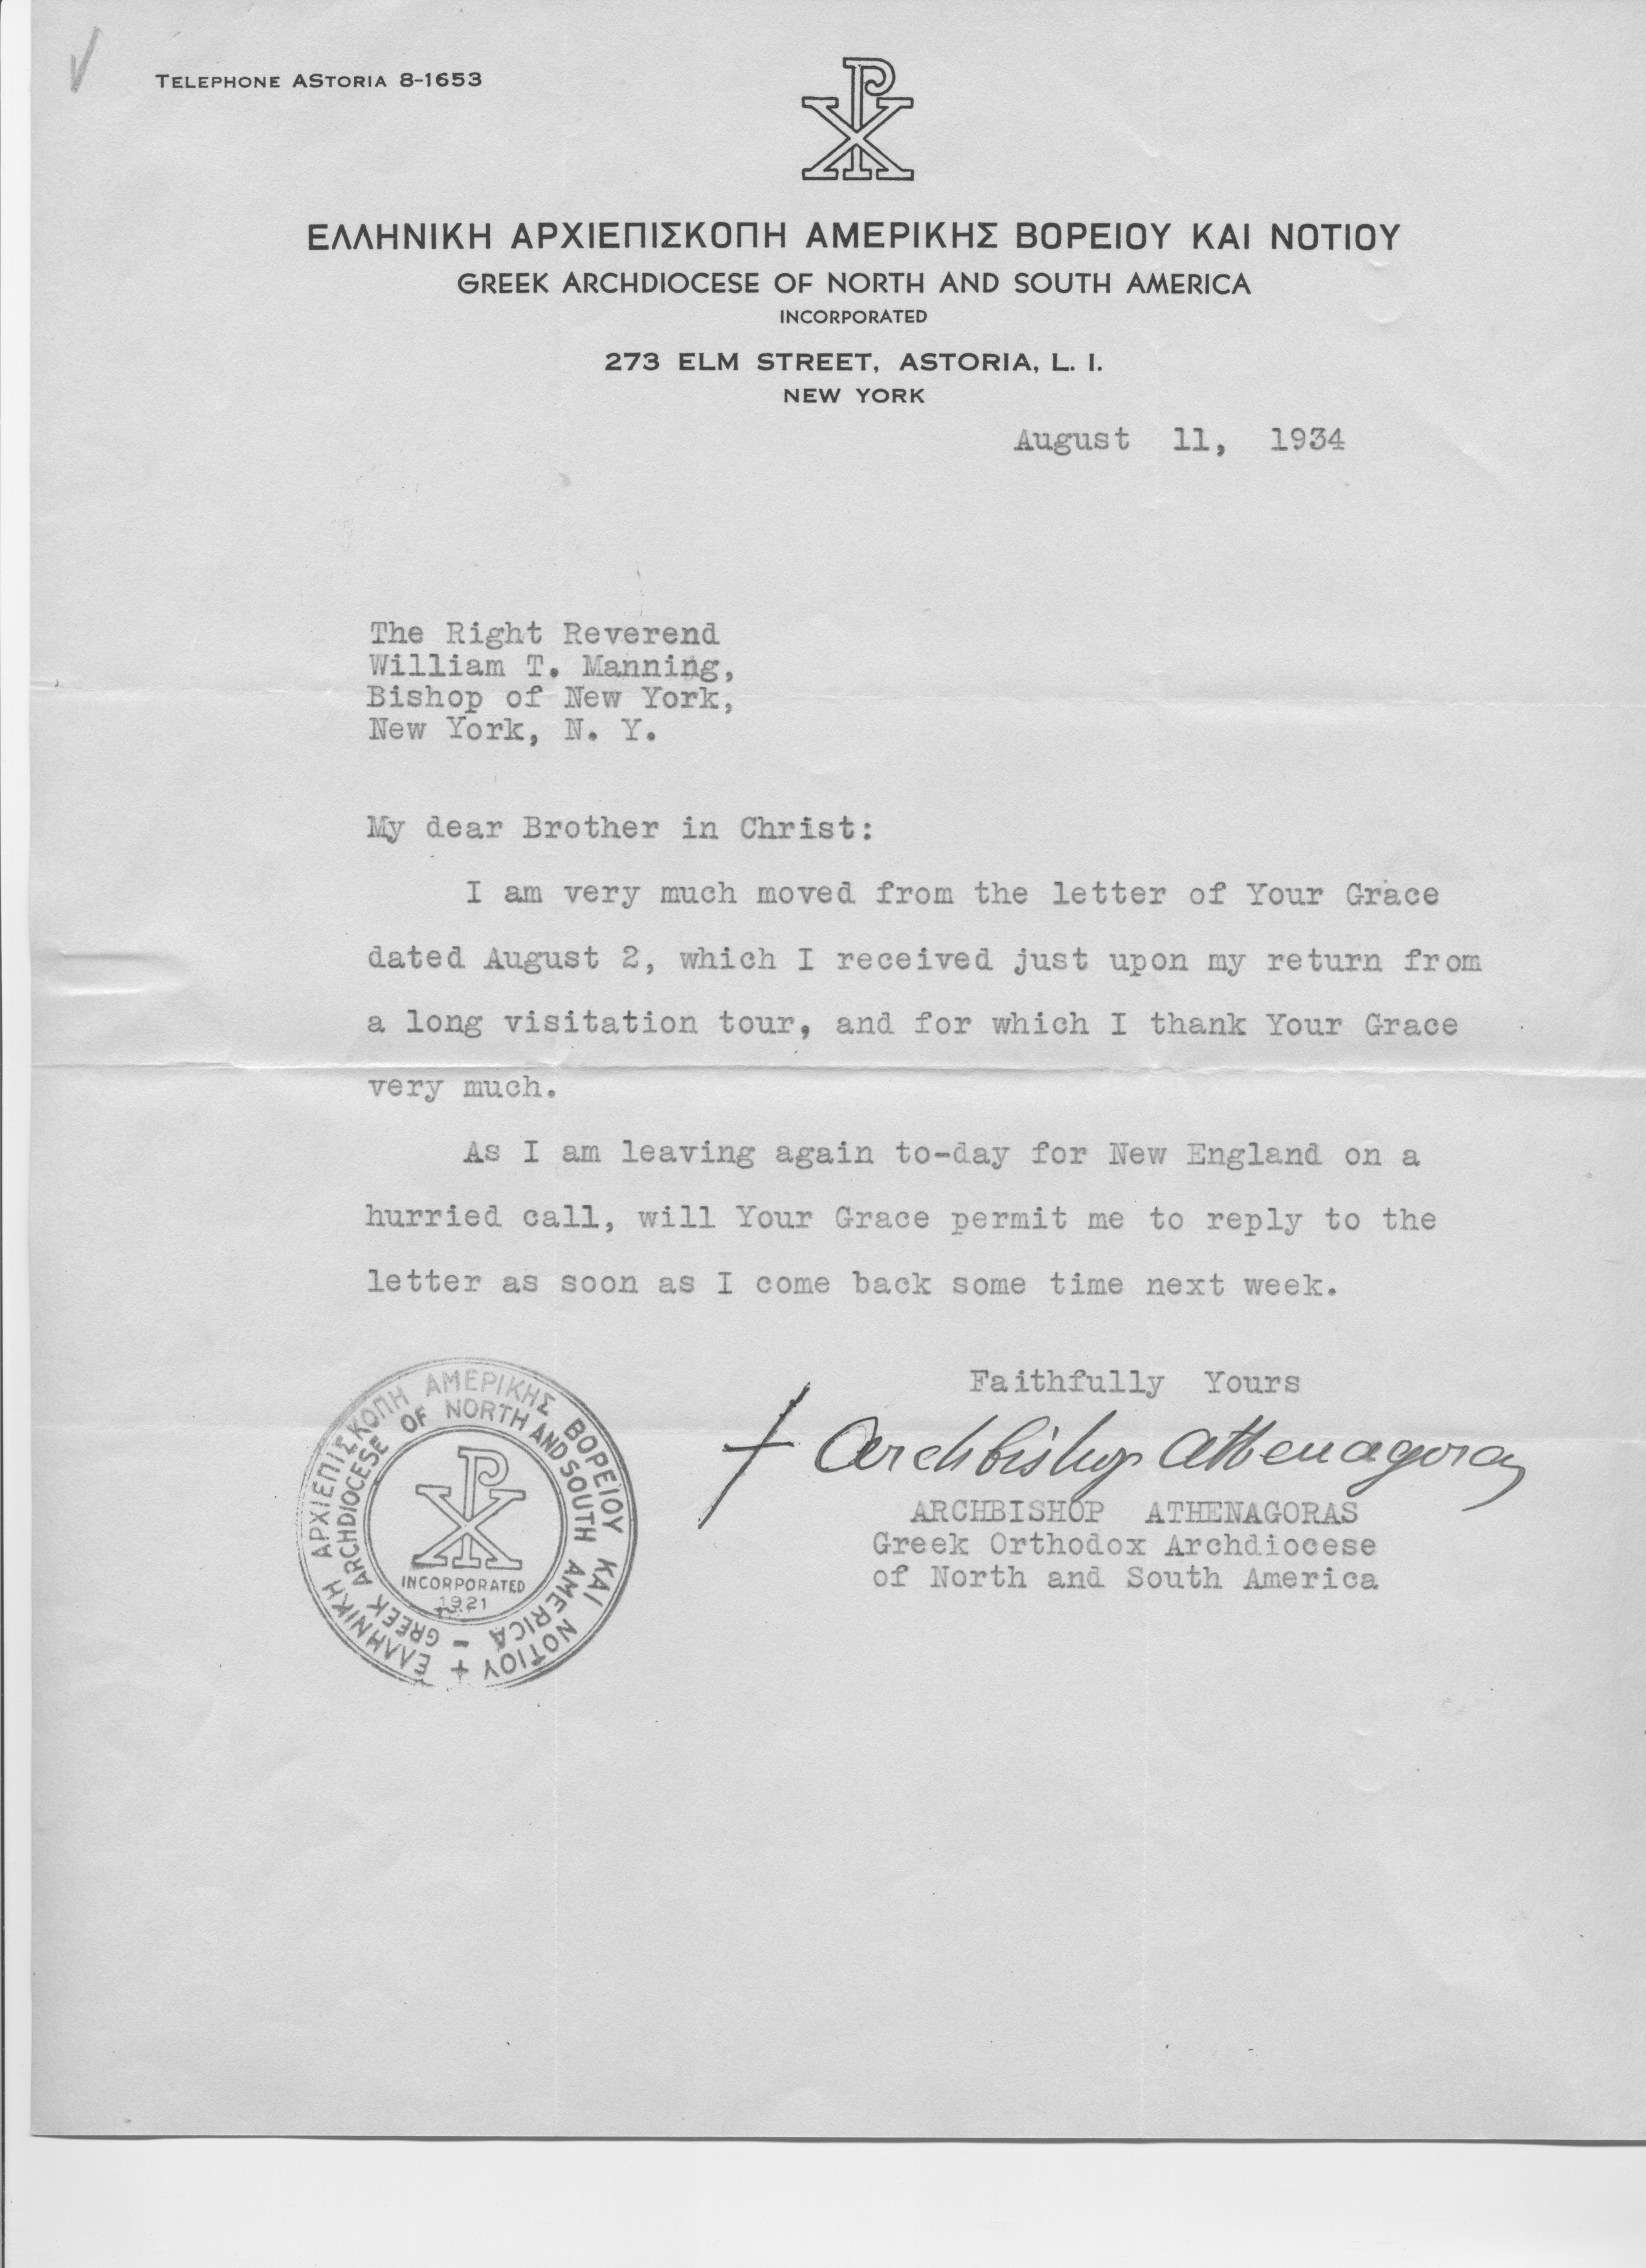 TELEPHONE ASTORIA 8-1653
ΕΛΛΗΝΙΚΗ ΑΡΧΙΕΠΙΣΚΟΠΗ ΑΜΕΡΙΚΗΣ ΒΟΡΕΙΟΥ ΚΑΙ ΝΟΤΙΟΥ
GREEK ARCHDIOCESE OF NORTH AND SOUTH AMERICA
INCORPORATED
273 ELM STREET, ASTORIA, L. I.
NEW YORK
August 11, 1934
The Right Reverend
William T. Manning,
Bishop of New York,
New York, N. Y.
My dear Brother in Christ:
I am very much moved from the letter of Your Grace
dated August 2, which I received just upon my return from
a long visitation tour, and for which I thank Your Grace
very much.
As I am leaving again to-day for New England on a
hurried call, will Your Grace permit me to reply to the
letter as soon as I come back some time next week.
Faithfully Yours
† Archbishop Athenagoras
ARCHBISHOP ATHENAGORAS
Greek Orthodox Archdiocese
of North and South America
ΕΛΛΗΝΙΚΗ ΑΡΧΙΕΠΙΣΚΟΠΗ ΑΜΕΡΙΚΗΣ ΒΟΡΕΙΟΥ ΚΑΙ ΝΟΤΙΟΥ +
GREEK ARCHDIOCESE OF NORTH AND SOUTH AMERICA –
INCORPORATED
1921